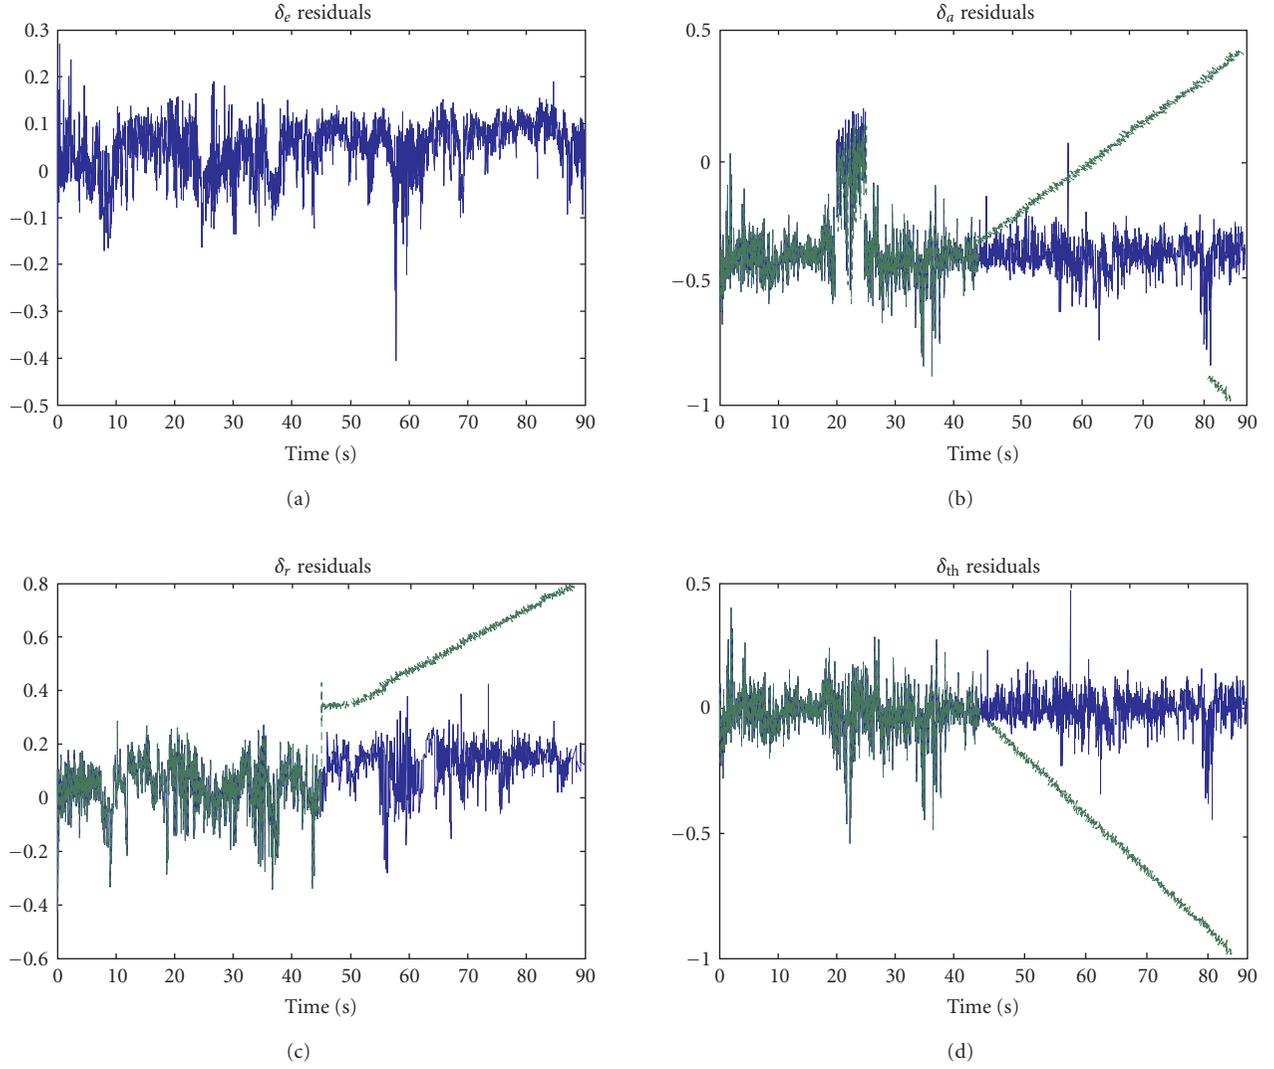 δe residuals
0.3
0.2
0.1
0
−0.1
−0.2
−0.3
−0.4
−0.5
0 10 20 30 40 50 60 70 80 90
Time (s)
(a)
δa residuals
0.5
0
−0.5
−1
0 10 20 30 40 50 60 70 80 90
Time (s)
(b)
δr residuals
0.8
0.6
0.4
0.2
0
−0.2
−0.4
−0.6
0 10 20 30 40 50 60 70 80 90
Time (s)
(c)
δth residuals
0.5
0
−0.5
−1
0 10 20 30 40 50 60 70 80 90
Time (s)
(d)